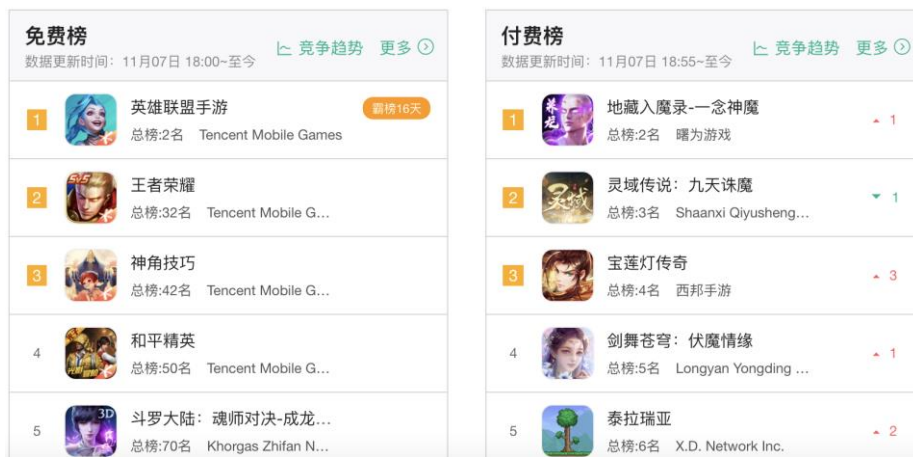 免费榜
竞争趋势 更多
数据更新时间：11月07日 18:00~至今
1
英雄联盟手游
霸榜16天
总榜:2名 Tencent Mobile Games
2
王者荣耀
总榜:32名 Tencent Mobile G...
3
神角技巧
总榜:42名 Tencent Mobile G...
4
和平精英
总榜:50名 Tencent Mobile G...
5
3D
斗罗大陆：魂师对决-成龙...
总榜:70名 Khorgas Zhifan N...
付费榜
竞争趋势 更多
数据更新时间：11月07日 18:55~至今
1
地藏入魔录-一念神魔
1
总榜:2名 曙为游戏
2
灵域
灵域传说：九天诛魔
1
总榜:3名 Shaanxi Qiyusheng...
3
宝莲灯传奇
3
总榜:4名 西邦手游
4
剑舞苍穹：伏魔情缘
1
总榜:5名 Longyan Yongding ...
5
泰拉瑞亚
2
总榜:6名 X.D. Network Inc.